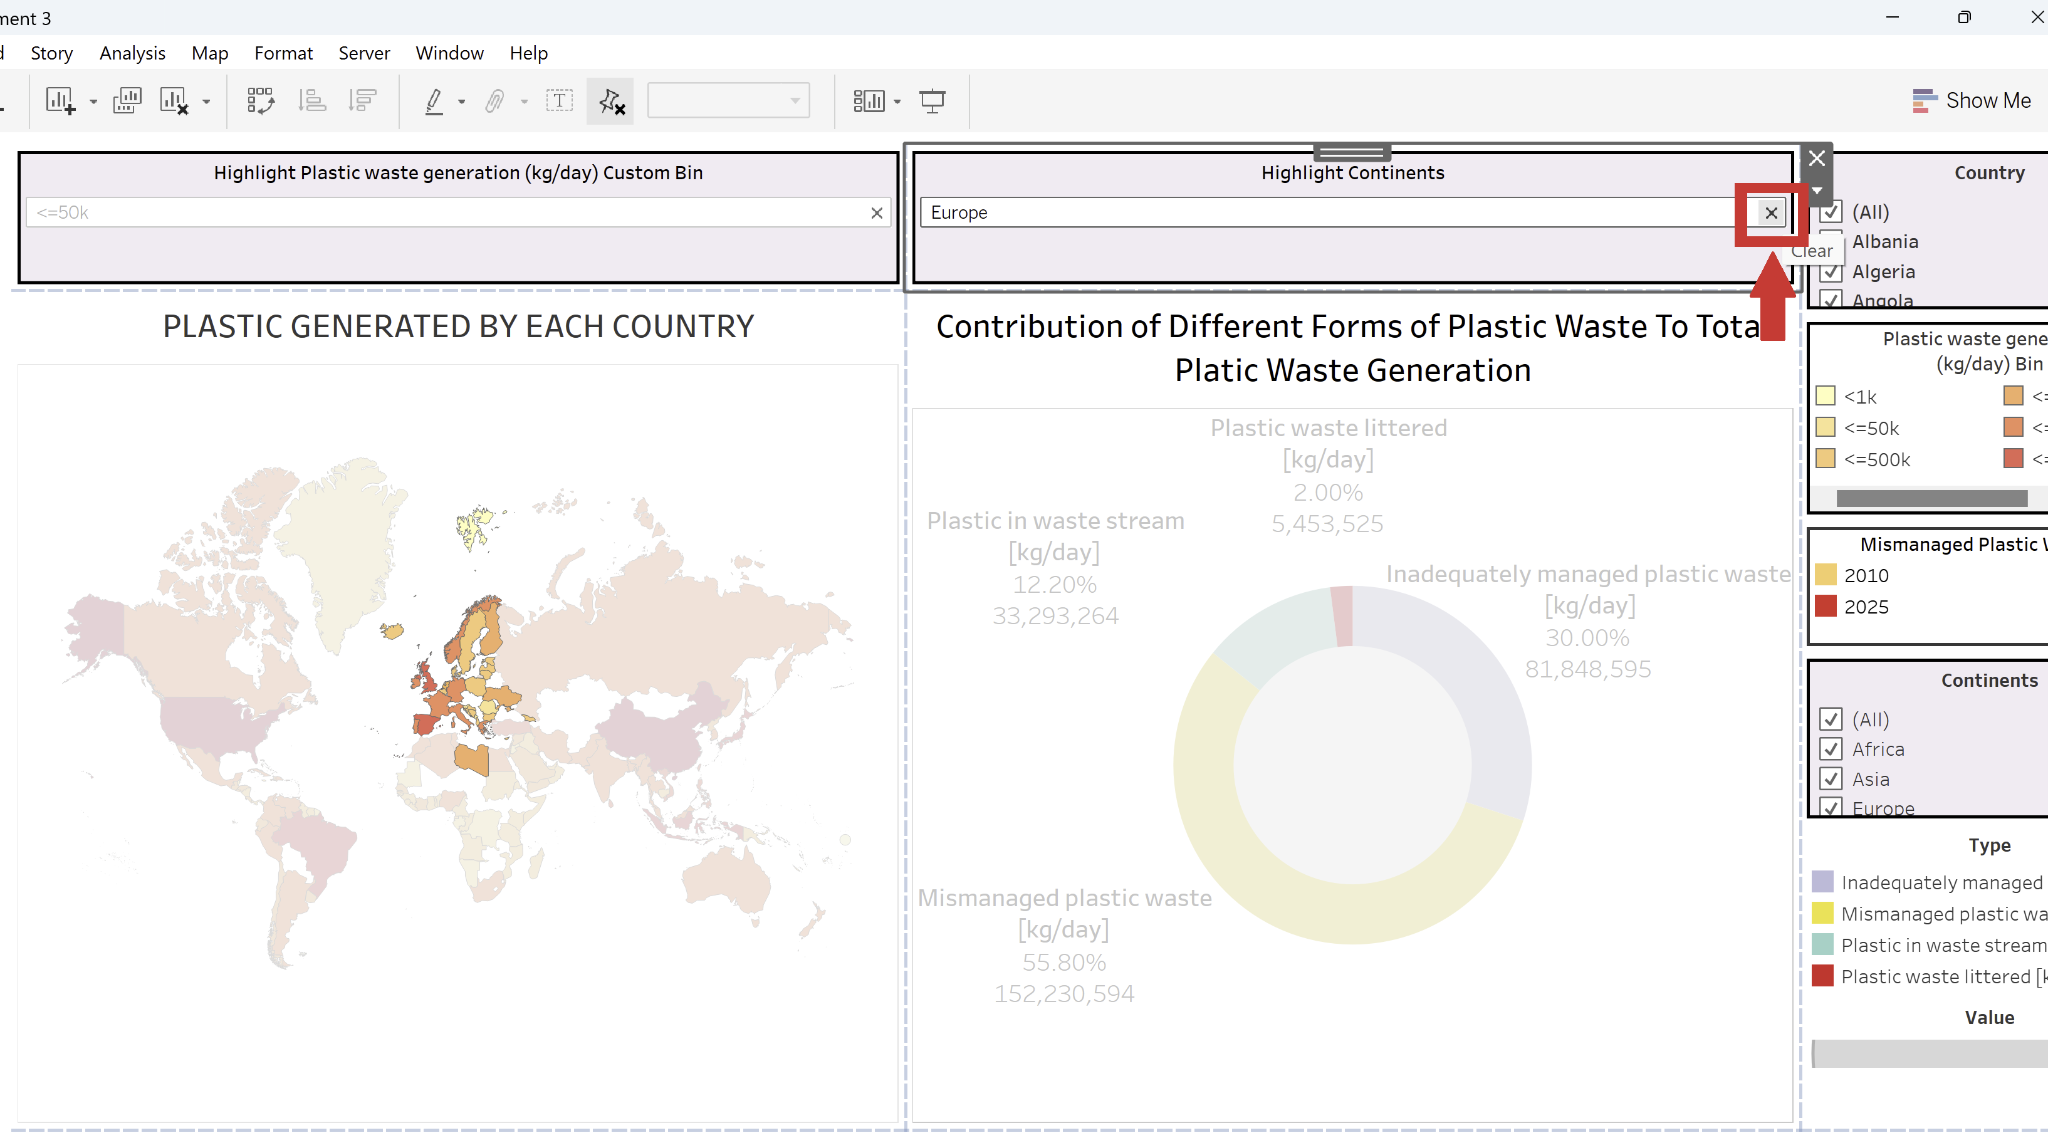 ment 3
Story Analysis Map Format Server Window Help
T
Show Me
Highlight Plastic waste generation (kg/day) Custom Bin
<=50k
Highlight Continents
Europe
Clear
Country
(All)
Albania
Algeria
Angola
PLASTIC GENERATED BY EACH COUNTRY
Contribution of Different Forms of Plastic Waste To Tota
Platic Waste Generation
Plastic waste littered
[kg/day]
2.00%
5,453,525
Plastic in waste stream
[kg/day]
12.20%
33,293,264
Inadequately managed plastic waste
[kg/day]
30.00%
81,848,595
Mismanaged plastic waste
[kg/day]
55.80%
152,230,594
Plastic waste gene
(kg/day) Bin
<1k <=
<=50k <=
<=500k <=
Mismanaged Plastic W
2010
2025
Continents
(All)
Africa
Asia
Europe
Type
Inadequately managed
Mismanaged plastic wa
Plastic in waste stream
Plastic waste littered [k
Value